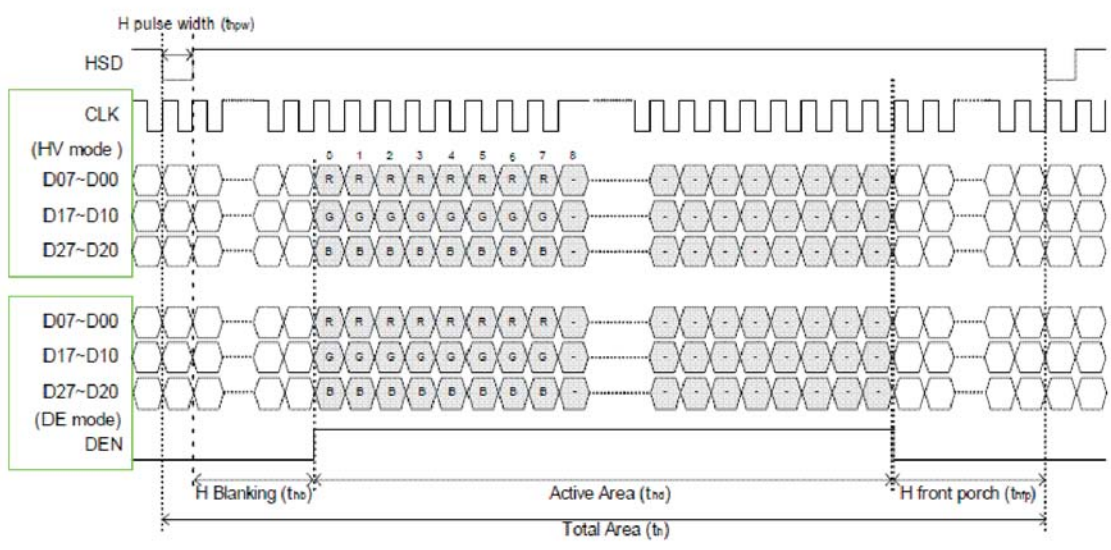 H pulse width (thpw)
HSD
CLK
(HV mode )
0 1 2 3 4 5 6 7 8
D07~D00 R R R R R R R R - - - - - - - - -
D17~D10 G G G G G G G G - - - - - - - - -
D27~D20 B B B B B B B B - - - - - - - - -
D07~D00 R R R R R R R R - - - - - - - - -
D17~D10 G G G G G G G G - - - - - - - - -
D27~D20 B B B B B B B B - - - - - - - - -
(DE mode)
DEN
H Blanking (thb) Active Area (thd) H front porch (thfp)
Total Area (th)